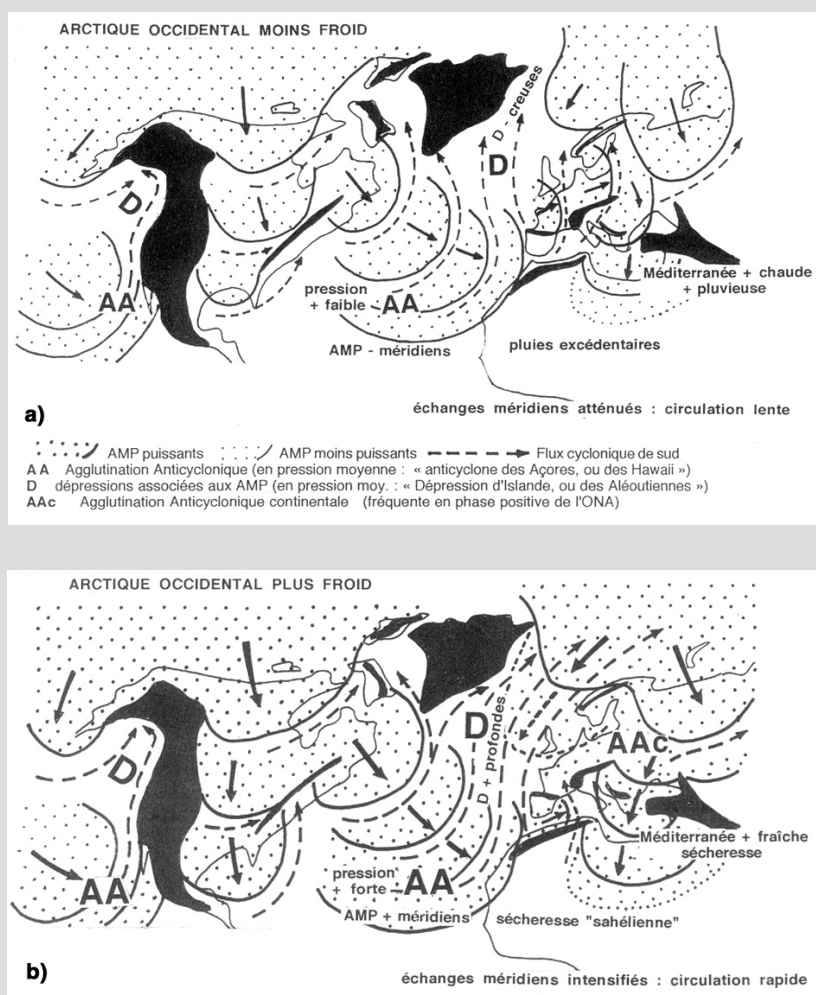 ARCTIQUE OCCIDENTAL MOINS FROID
D - creuses
D
D
AA
pression
+ faible
AA
Méditerranée + chaude
+ pluvieuse
AMP - méridiens
pluies excédentaires
a)
échanges méridiens atténués : circulation lente
AMP puissants
AMP moins puissants
Flux cyclonique de sud
AA Agglutination Anticyclonique (en pression moyenne : « anticyclone des Açores, ou des Hawaii »)
D dépressions associées aux AMP (en pression moy. : « Dépression d'Islande, ou des Aléoutiennes »)
AAc Agglutination Anticyclonique continentale (fréquente en phase positive de l'ONA)
ARCTIQUE OCCIDENTAL PLUS FROID
D
D + profondes
AAc
D
Méditerranée + fraîche
sécheresse
AA
pression
+ forte
AA
AMP + méridiens
sécheresse "sahélienne"
b)
échanges méridiens intensifiés : circulation rapide